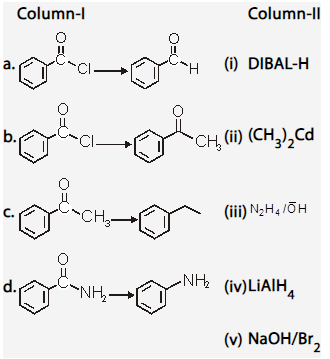 Column-I Column-II
a. O Cl O H (i) DIBAL-H
b. O Cl O CH₃ (ii) (CH₃)₂Cd
c. O CH₃ (iii) N₂H₄/ŌH
d. O NH₂ NH₂ (iv) LiAlH₄
(v) NaOH/Br₂